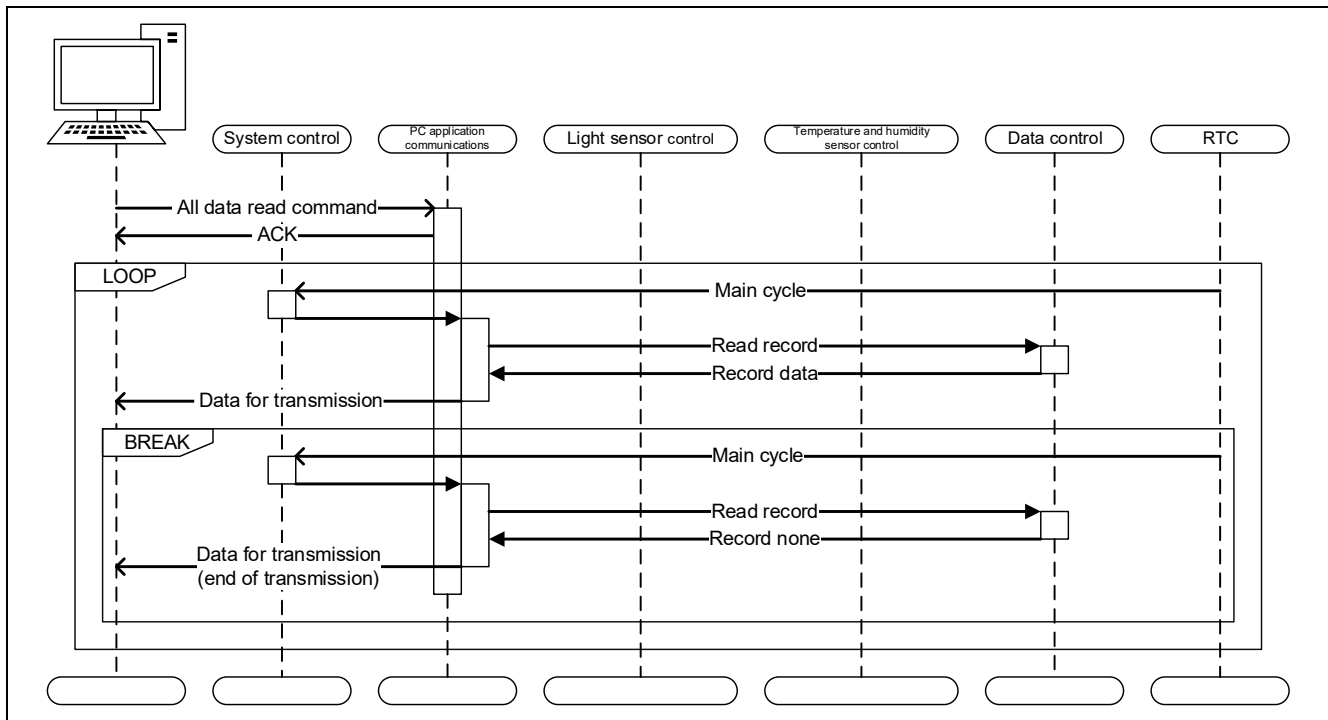 System control
PC application
communications
Light sensor control
Temperature and humidity
sensor control
Data control
RTC
All data read command
ACK
LOOP
Main cycle
Read record
Record data
Data for transmission
BREAK
Main cycle
Read record
Record none
Data for transmission
(end of transmission)